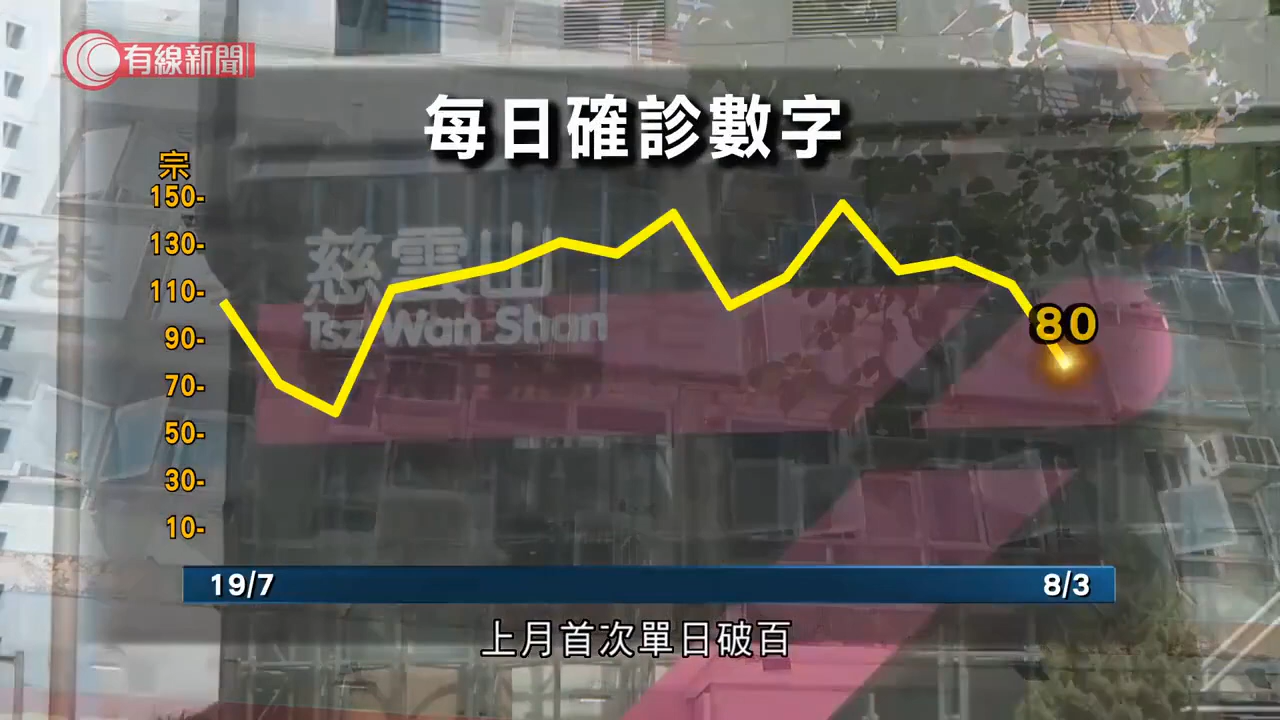 有線新聞
每日確診數字
宗
150-
130-
110-
90-
70-
50-
30-
10-
慈雲山
Tsz Wan Shan
港
80
19/7
8/3
上月首次單日破百